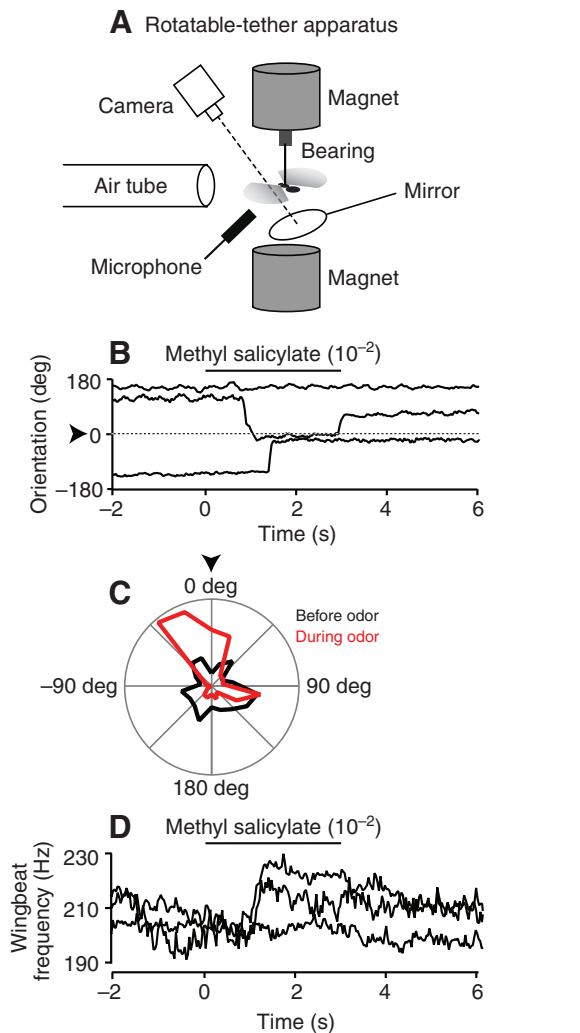 A Rotatable-tether apparatus
Camera
Magnet
Bearing
Air tube
Mirror
Microphone
Magnet
B Methyl salicylate (10–2)
Orientation (deg)
180
0
–180
–2 0 2 4 6
Time (s)
C
0 deg
Before odor
During odor
–90 deg
90 deg
180 deg
D Methyl salicylate (10–2)
Wingbeat
frequency (Hz)
230
210
190
–2 0 2 4 6
Time (s)